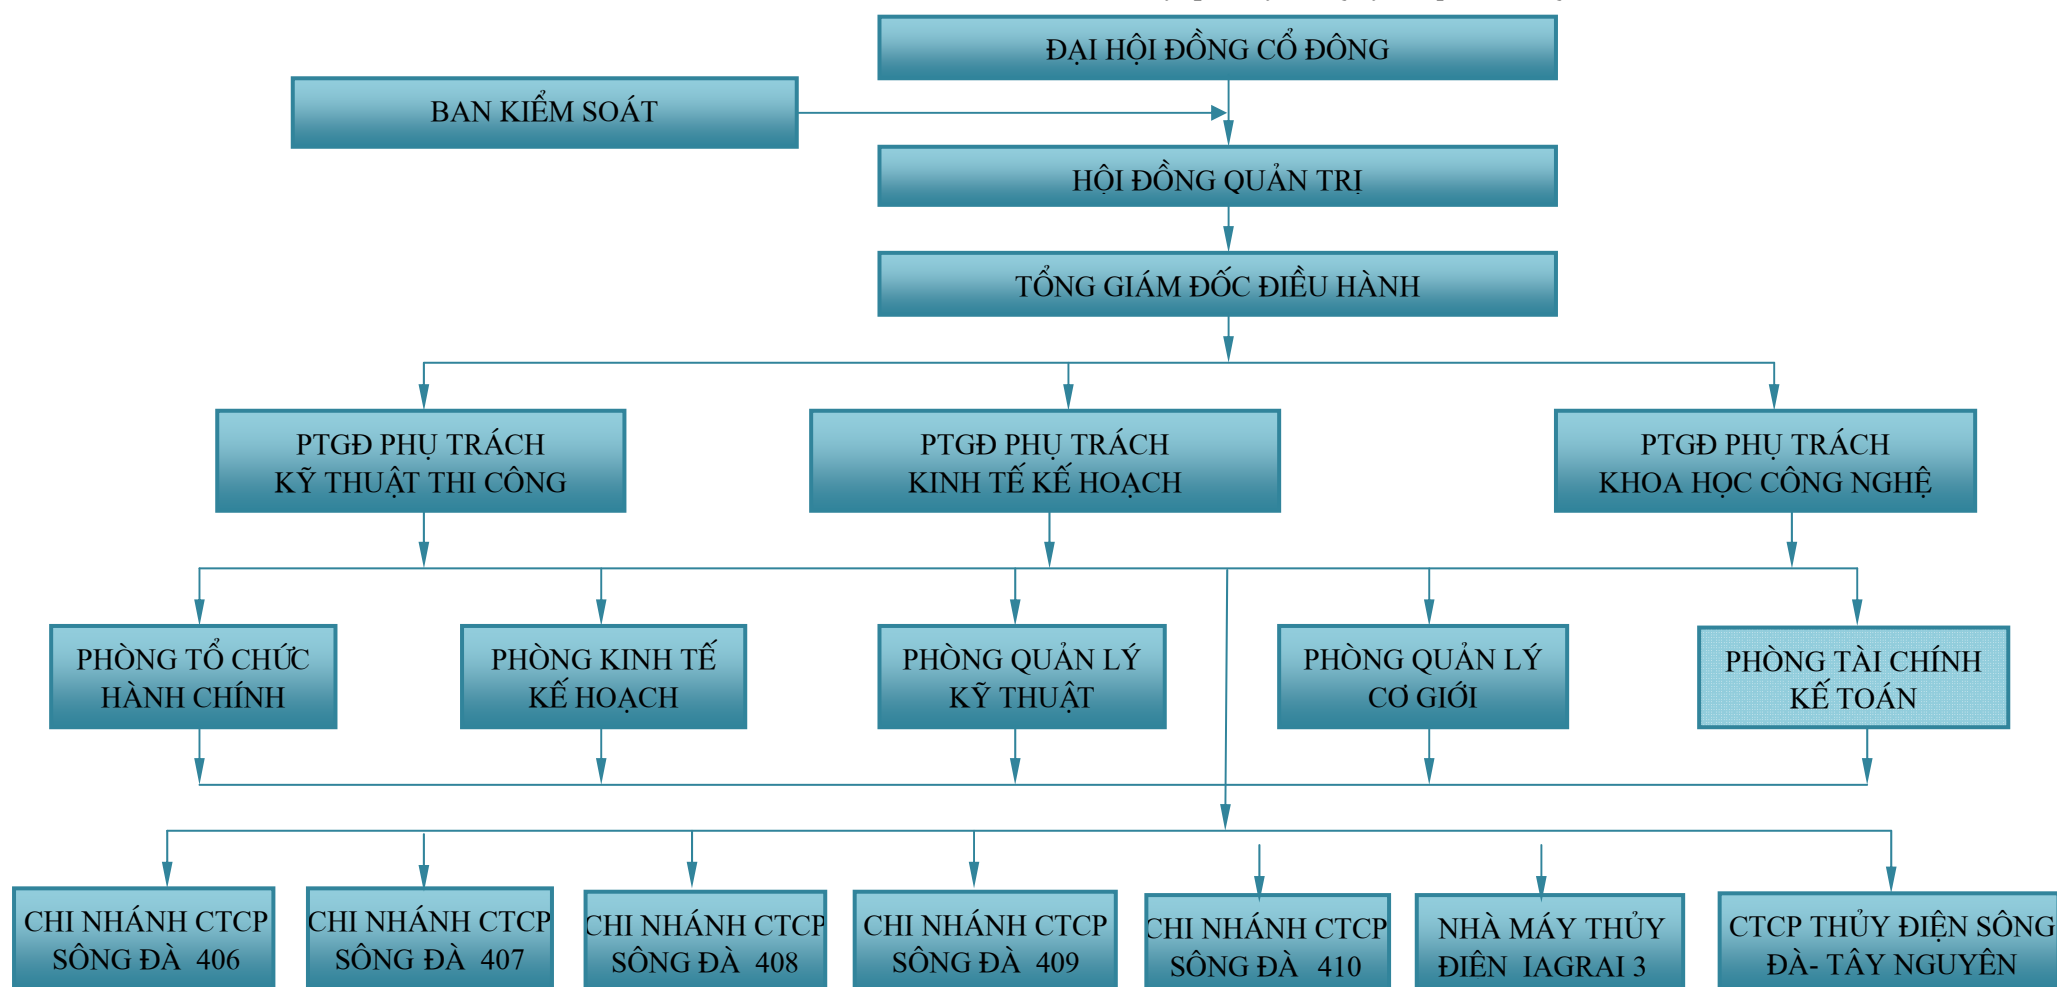 ĐẠI HỘI ĐỒNG CỔ ĐÔNG
BAN KIỂM SOÁT
HỘI ĐỒNG QUẢN TRỊ
TỔNG GIÁM ĐỐC ĐIỀU HÀNH
PTGĐ PHỤ TRÁCH
KỸ THUẬT THI CÔNG
PTGĐ PHỤ TRÁCH
KINH TẾ KẾ HOẠCH
PTGĐ PHỤ TRÁCH
KHOA HỌC CÔNG NGHỆ
PHÒNG TỔ CHỨC
HÀNH CHÍNH
PHÒNG KINH TẾ
KẾ HOẠCH
PHÒNG QUẢN LÝ
KỸ THUẬT
PHÒNG QUẢN LÝ
CƠ GIỚI
PHÒNG TÀI CHÍNH
KẾ TOÁN
CHI NHÁNH CTCP
SÔNG ĐÀ 406
CHI NHÁNH CTCP
SÔNG ĐÀ 407
CHI NHÁNH CTCP
SÔNG ĐÀ 408
CHI NHÁNH CTCP
SÔNG ĐÀ 409
CHI NHÁNH CTCP
SÔNG ĐÀ 410
NHÀ MÁY THỦY
ĐIÊN IAGRAI 3
CTCP THỦY ĐIỆN SÔNG
ĐÀ- TÂY NGUYÊN